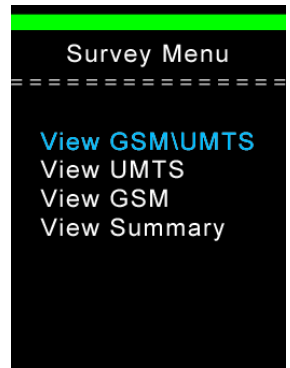 Survey Menu
===============
View GSM\UMTS
View UMTS
View GSM
View Summary